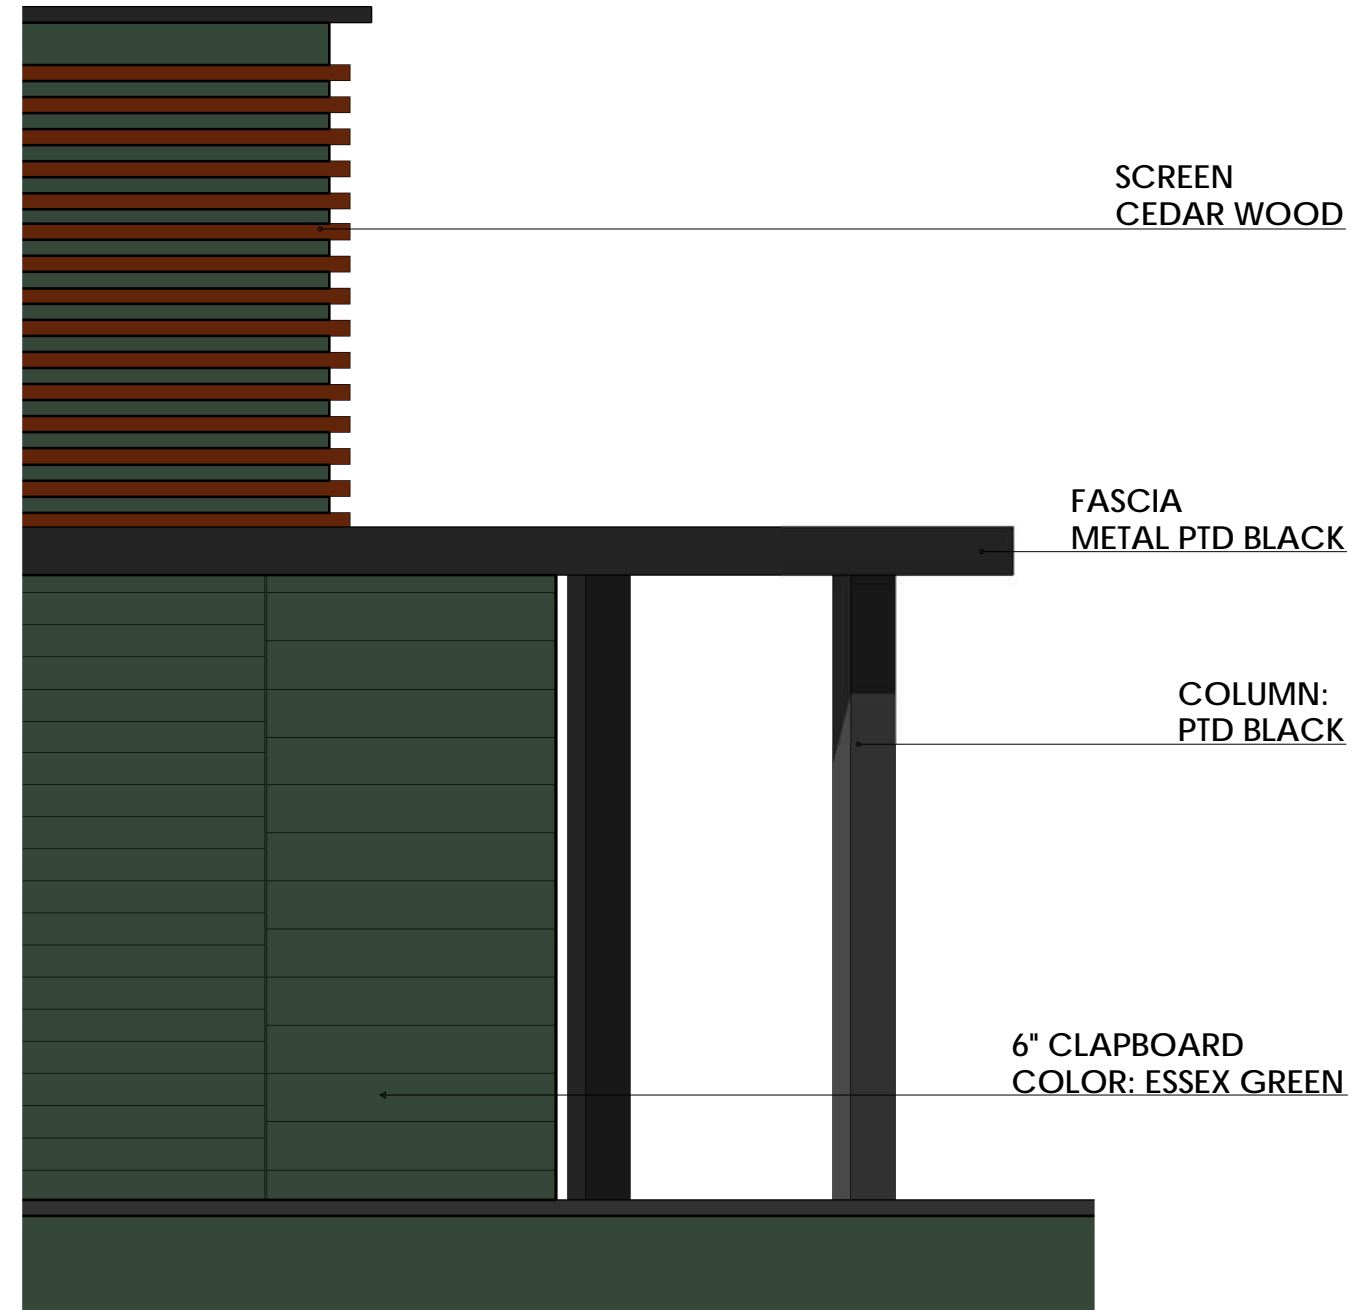 SCREEN
CEDAR WOOD
FASCIA
METAL PTD BLACK
COLUMN:
PTD BLACK
6" CLAPBOARD
COLOR: ESSEX GREEN